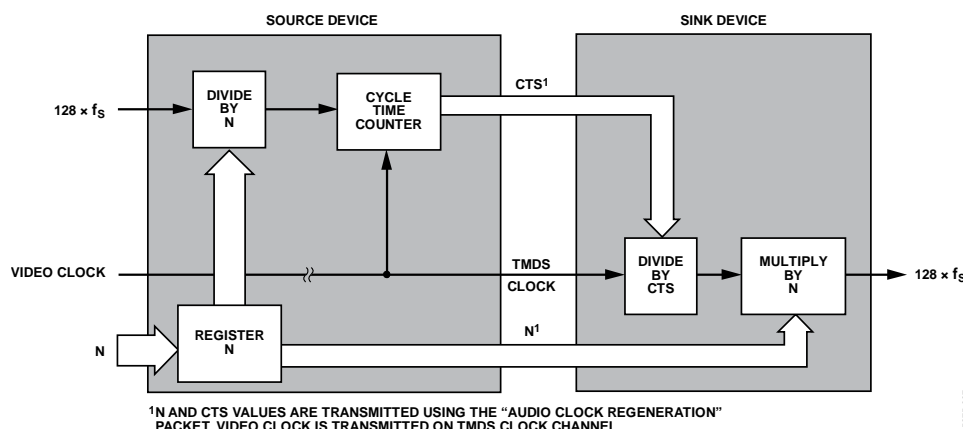 SOURCE DEVICE
SINK DEVICE
128 × fS
DIVIDE
BY
N
CYCLE
TIME
COUNTER
CTS1
VIDEO CLOCK
TMDS
CLOCK
DIVIDE
BY
CTS
MULTIPLY
BY
N
128 × fS
N
REGISTER
N
N1
1N AND CTS VALUES ARE TRANSMITTED USING THE “AUDIO CLOCK REGENERATION”
PACKET. VIDEO CLOCK IS TRANSMITTED ON TMDS CLOCK CHANNEL